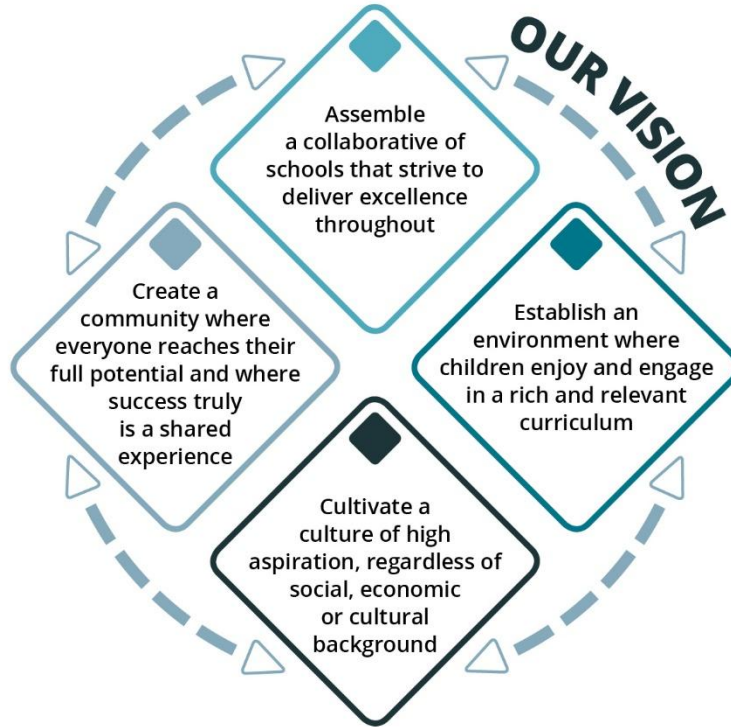 OUR VISION
Assemble
a collaborative of
schools that strive to
deliver excellence
throughout
Create a
community where
everyone reaches their
full potential and where
success truly
is a shared
experience
Establish an
environment where
children enjoy and engage
in a rich and relevant
curriculum
Cultivate a
culture of high
aspiration, regardless of
social, economic
or cultural
background